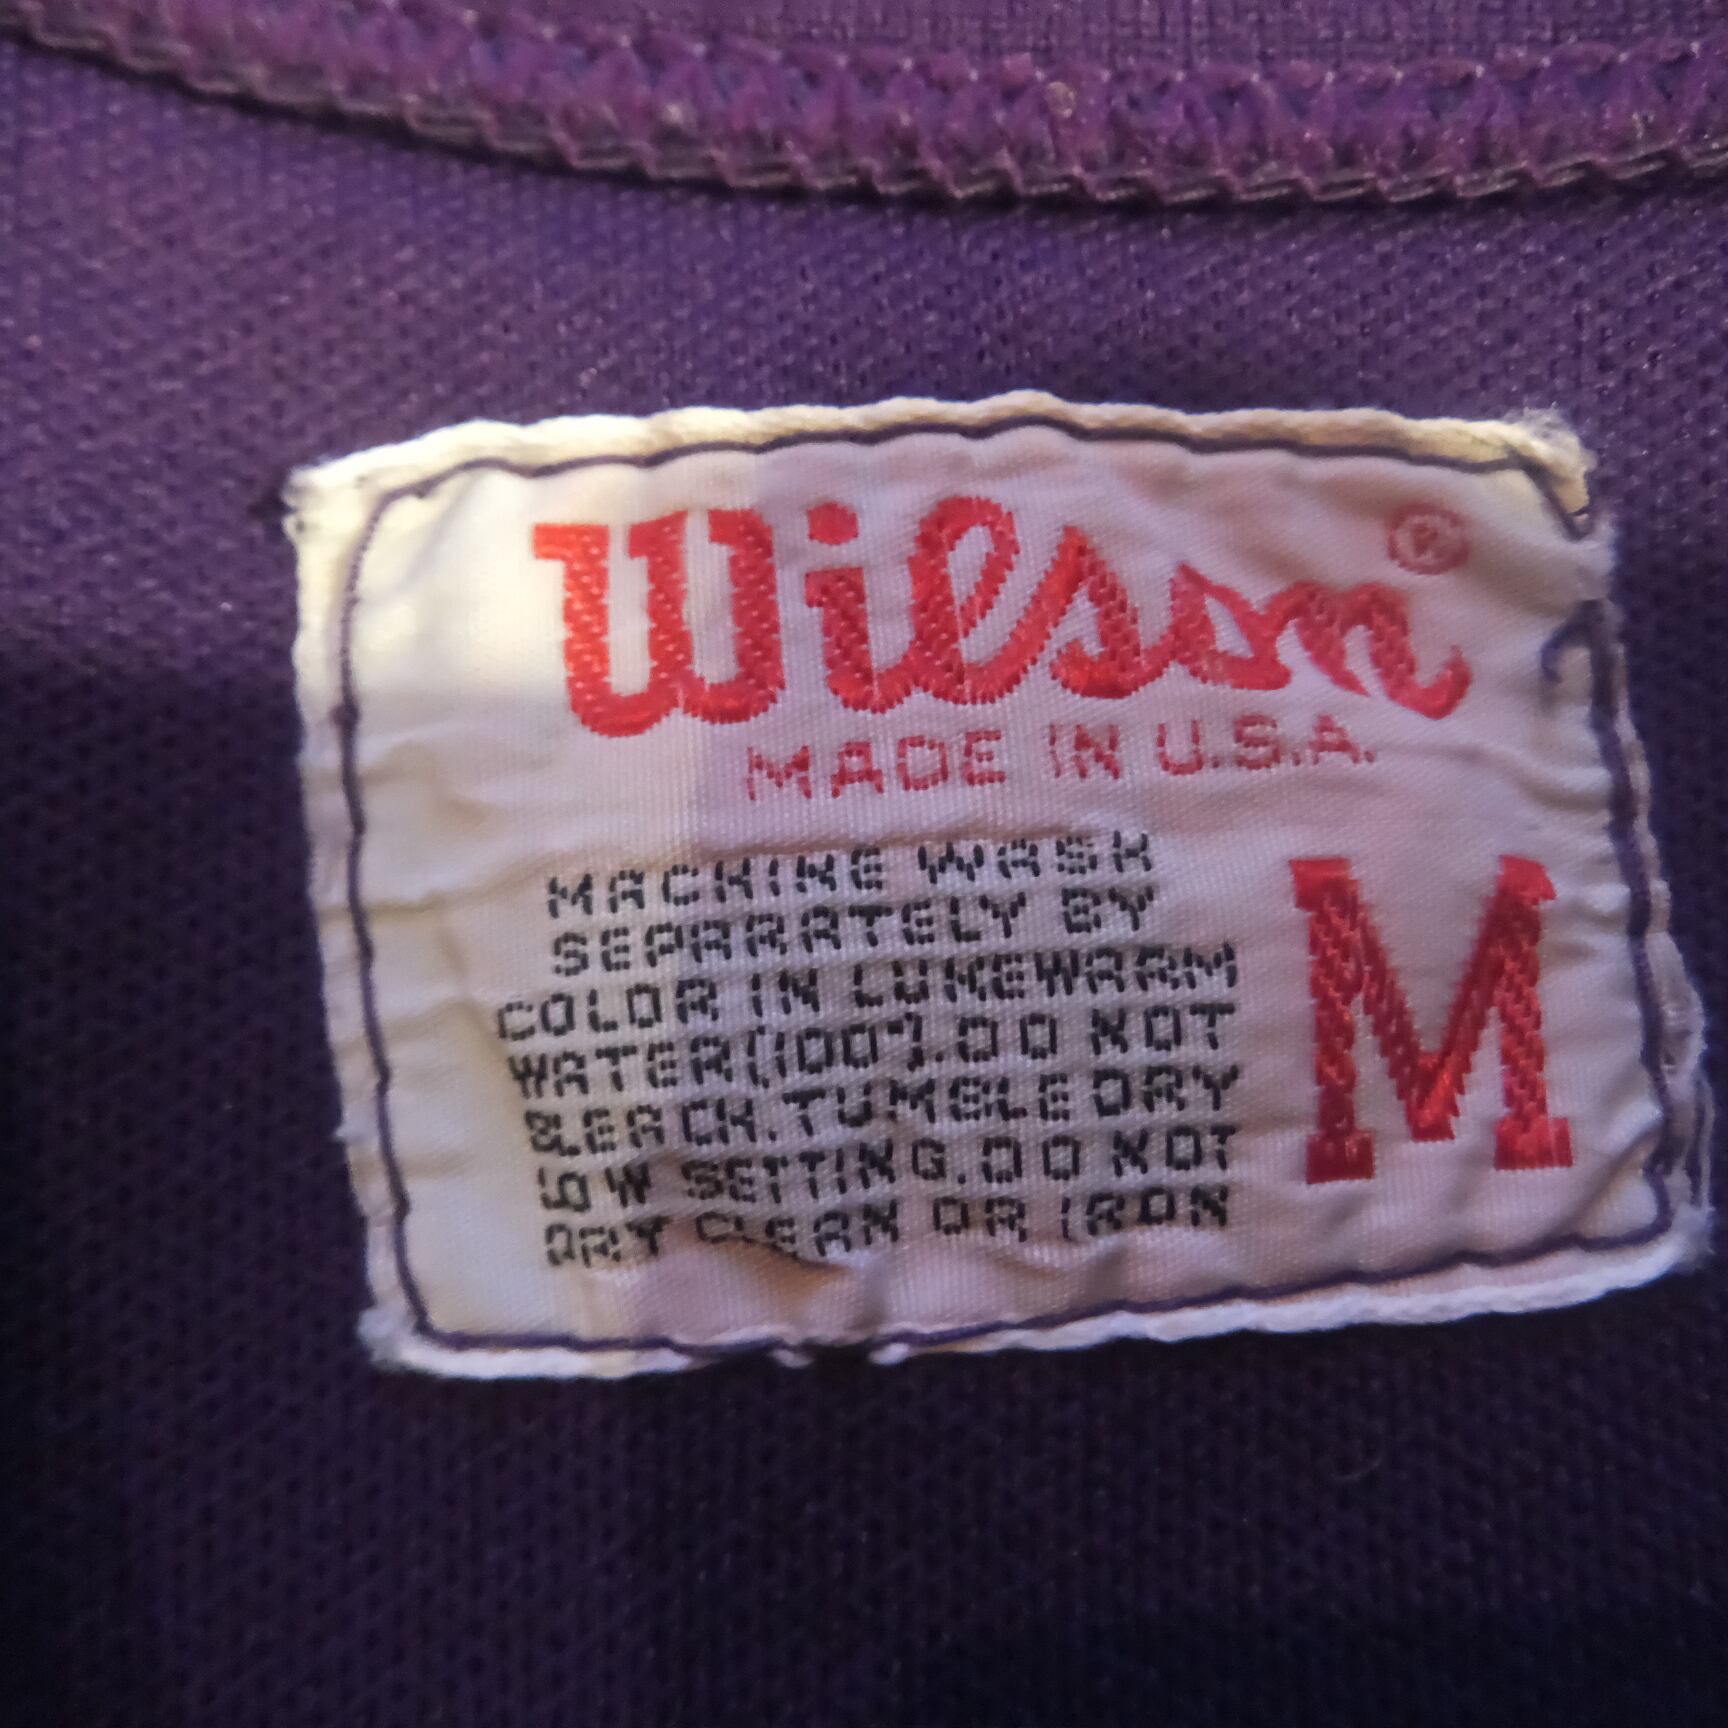 Wilson®
MADE IN U.S.A.
MACHINE WASH
SEPARATELY BY
COLOR IN LUKEWARM
WATER(100°).DO NOT
BLEACH.TUMBLE DRY
LOW SETTING.DO NOT
DRY CLEAN OR IRON
M